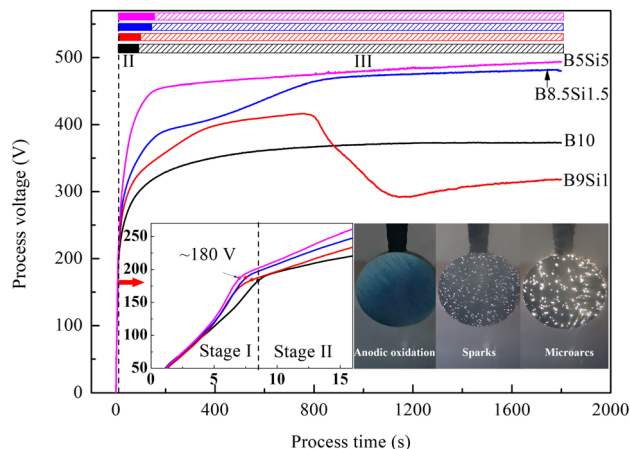 500
400
300
200
100
0
Process voltage (V)
II
III
B5Si5
B8.5Si1.5
B10
B9Si1
250
200
150
100
50
~180 V
Stage I
Stage II
0
5
10
15
Anodic oxidation
Sparks
Microarcs
0
400
800
1200
1600
2000
Process time (s)